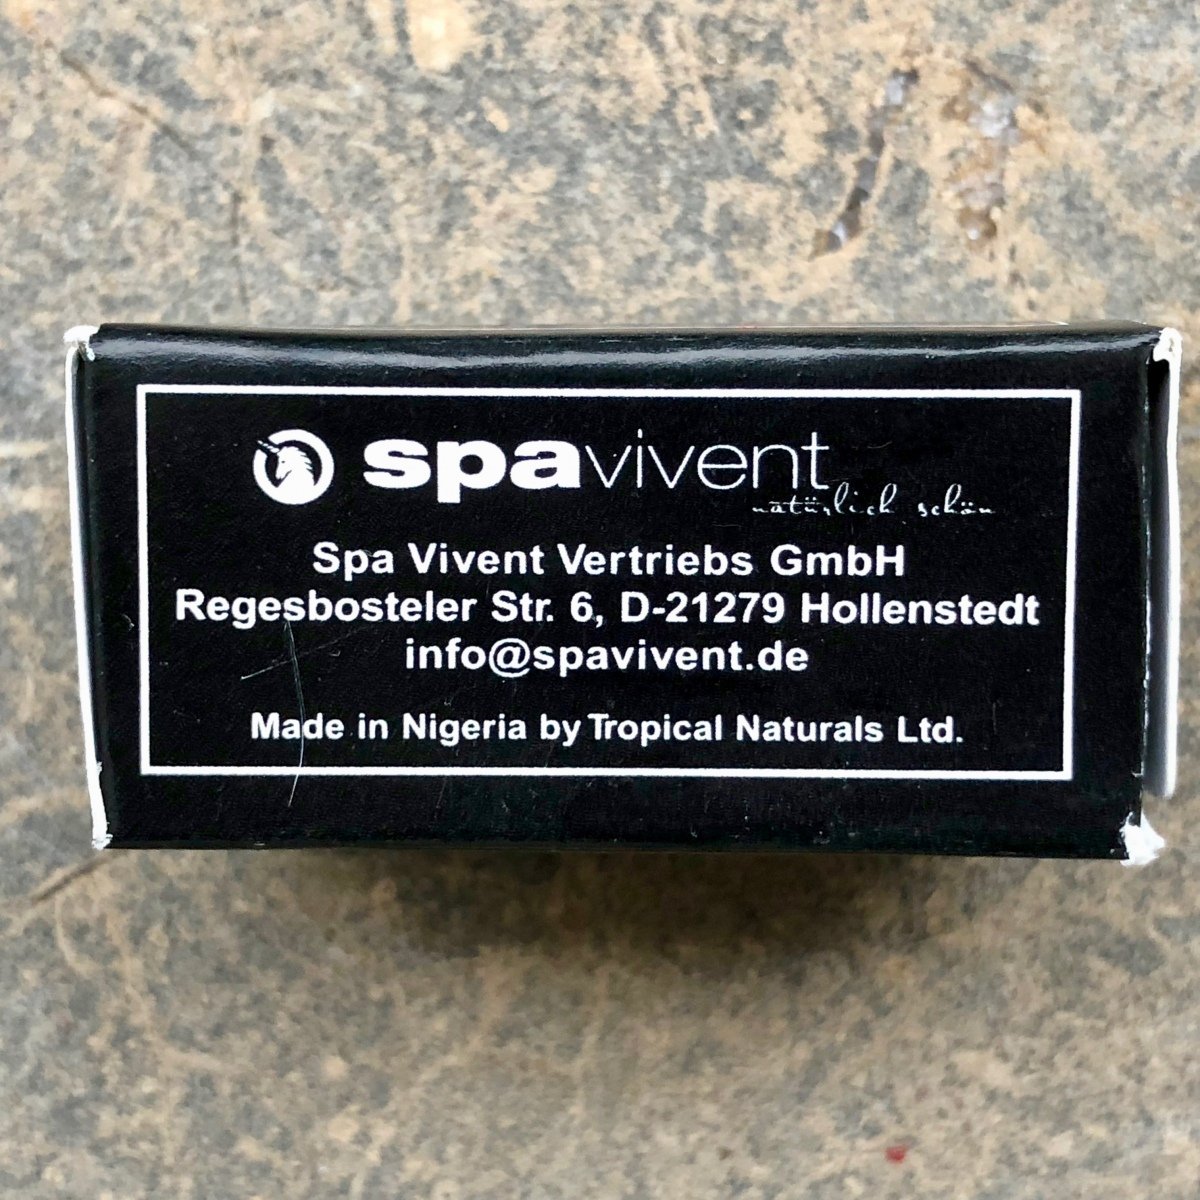 spavivent
natürlich schön
Spa Vivent Vertriebs GmbH
Regesbosteler Str. 6, D-21279 Hollenstedt
info@spavivent.de
Made in Nigeria by Tropical Naturals Ltd.